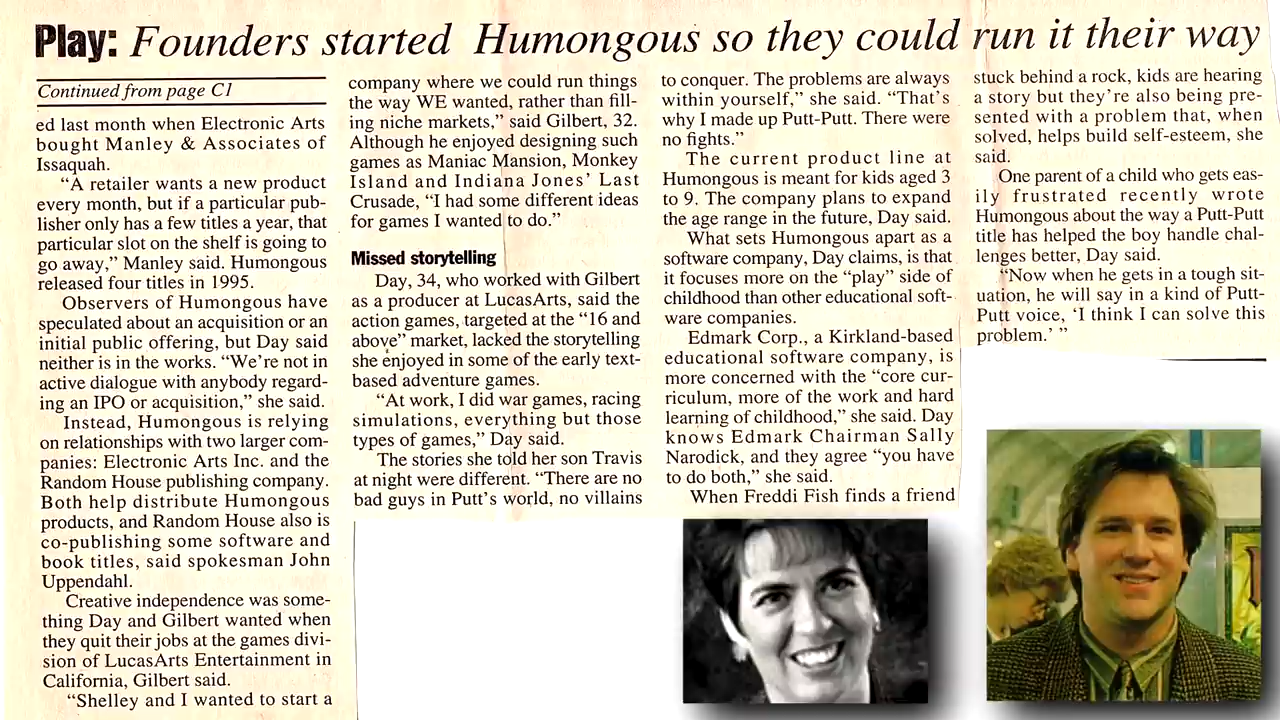 Play: Founders started Humongous so they could run it their way
Continued from page C1
ed last month when Electronic Arts
bought Manley & Associates of
Issaquah.
“A retailer wants a new product
every month, but if a particular pub-
lisher only has a few titles a year, that
particular slot on the shelf is going to
go away,” Manley said. Humongous
released four titles in 1995.
Observers of Humongous have
speculated about an acquisition or an
initial public offering, but Day said
neither is in the works. “We’re not in
active dialogue with anybody regard-
ing an IPO or acquisition,” she said.
Instead, Humongous is relying
on relationships with two larger com-
panies: Electronic Arts Inc. and the
Random House publishing company.
Both help distribute Humongous
products, and Random House also is
co-publishing some software and
book titles, said spokesman John
Uppendahl.
Creative independence was some-
thing Day and Gilbert wanted when
they quit their jobs at the games divi-
sion of LucasArts Entertainment in
California, Gilbert said.
“Shelley and I wanted to start a
company where we could run things
the way WE wanted, rather than fill-
ing niche markets,” said Gilbert, 32.
Although he enjoyed designing such
games as Maniac Mansion, Monkey
Island and Indiana Jones’ Last
Crusade, “I had some different ideas
for games I wanted to do.”
Missed storytelling
Day, 34, who worked with Gilbert
as a producer at LucasArts, said the
action games, targeted at the “16 and
above” market, lacked the storytelling
she enjoyed in some of the early text-
based adventure games.
“At work, I did war games, racing
simulations, everything but those
types of games,” Day said.
The stories she told her son Travis
at night were different. “There are no
bad guys in Putt’s world, no villains
to conquer. The problems are always
within yourself,” she said. “That’s
why I made up Putt-Putt. There were
no fights.”
The current product line at
Humongous is meant for kids aged 3
to 9. The company plans to expand
the age range in the future, Day said.
What sets Humongous apart as a
software company, Day claims, is that
it focuses more on the “play” side of
childhood than other educational soft-
ware companies.
Edmark Corp., a Kirkland-based
educational software company, is
more concerned with the “core cur-
riculum, more of the work and hard
learning of childhood,” she said. Day
knows Edmark Chairman Sally
Narodick, and they agree “you have
to do both,” she said.
When Freddi Fish finds a friend
stuck behind a rock, kids are hearing
a story but they’re also being pre-
sented with a problem that, when
solved, helps build self-esteem, she
said.
One parent of a child who gets eas-
ily frustrated recently wrote
Humongous about the way a Putt-Putt
title has helped the boy handle chal-
lenges better, Day said.
“Now when he gets in a tough sit-
uation, he will say in a kind of Putt-
Putt voice, ‘I think I can solve this
problem.’ ”